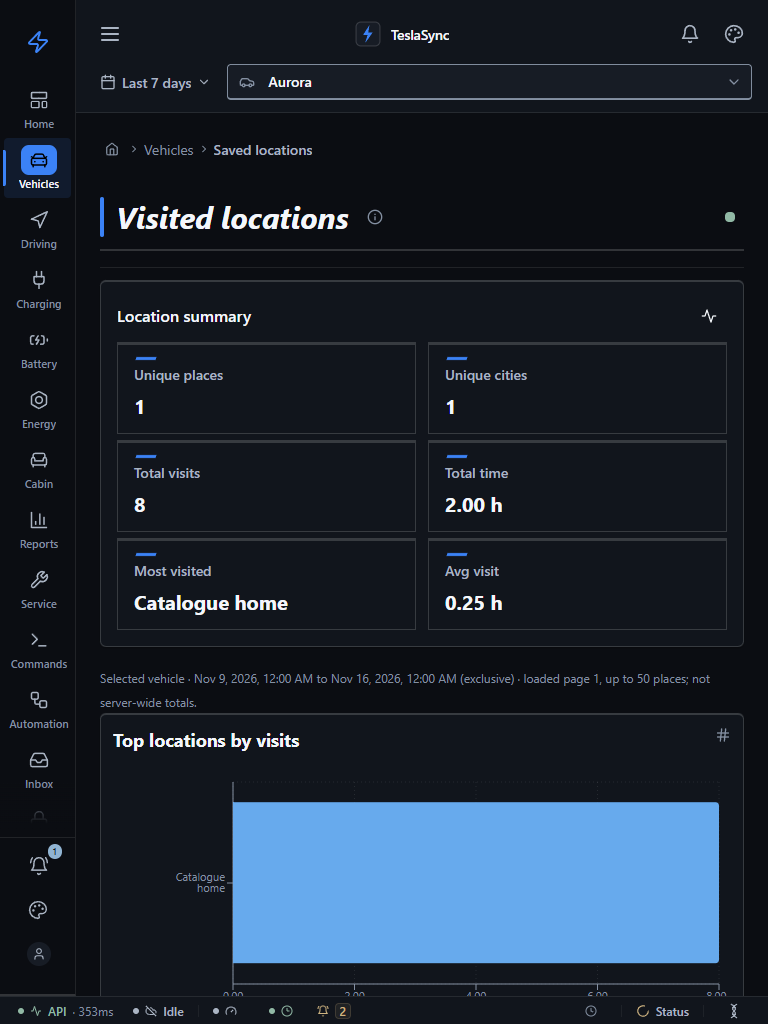 TeslaSync
Last 7 days
Aurora
Home
Vehicles
Driving
Charging
Battery
Energy
Cabin
Reports
Service
Commands
Automation
Inbox
1
Vehicles
Saved locations
Visited locations
Location summary
Unique places
1
Unique cities
1
Total visits
8
Total time
2.00 h
Most visited
Catalogue home
Avg visit
0.25 h
Selected vehicle · Nov 9, 2026, 12:00 AM to Nov 16, 2026, 12:00 AM (exclusive) · loaded page 1, up to 50 places; not
server-wide totals.
Top locations by visits
#
Catalogue
home
0.00 2.00 4.00 6.00 8.00
API · 353ms
Idle
2
Status